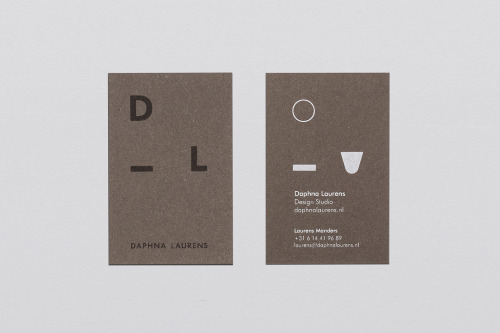 D
L
DAPHNA LAURENS
Daphna Laurens
Design Studio
daphnalaurens.nl
Laurens Manders
+31 6 14 41 96 89
laurens@daphnalaurens.nl